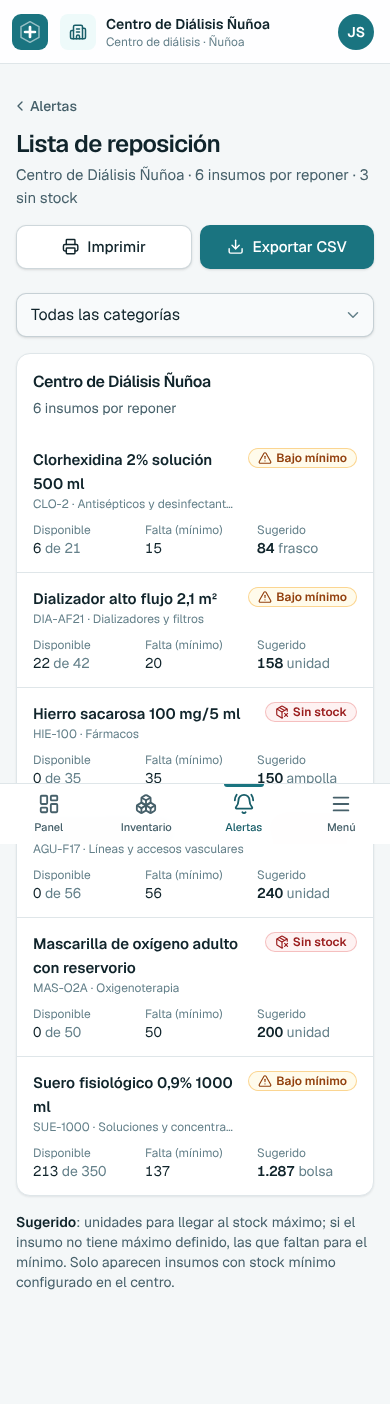 Centro de Diálisis Ñuñoa
Centro de diálisis · Ñuñoa
JS
Alertas
Lista de reposición
Centro de Diálisis Ñuñoa · 6 insumos por reponer · 3
sin stock
Imprimir
Exportar CSV
Todas las categorías
Centro de Diálisis Ñuñoa
6 insumos por reponer
Clorhexidina 2% solución
500 ml
Bajo mínimo
CLO-2 · Antisépticos y desinfectant...
Disponible Falta (mínimo) Sugerido
6 de 21 15 84 frasco
Dializador alto flujo 2,1 m²
Bajo mínimo
DIA-AF21 · Dializadores y filtros
Disponible Falta (mínimo) Sugerido
22 de 42 20 158 unidad
Hierro sacarosa 100 mg/5 ml
Sin stock
HIE-100 · Fármacos
Disponible Falta (mínimo) Sugerido
0 de 35 35 150 ampolla
Panel Inventario Alertas Menú
AGU-F17 · Líneas y accesos vasculares
Disponible Falta (mínimo) Sugerido
0 de 56 56 240 unidad
Mascarilla de oxígeno adulto
con reservorio
Sin stock
MAS-O2A · Oxigenoterapia
Disponible Falta (mínimo) Sugerido
0 de 50 50 200 unidad
Suero fisiológico 0,9% 1000
ml
Bajo mínimo
SUE-1000 · Soluciones y concentra...
Disponible Falta (mínimo) Sugerido
213 de 350 137 1.287 bolsa
Sugerido: unidades para llegar al stock máximo; si el
insumo no tiene máximo definido, las que faltan para el
mínimo. Solo aparecen insumos con stock mínimo
configurado en el centro.